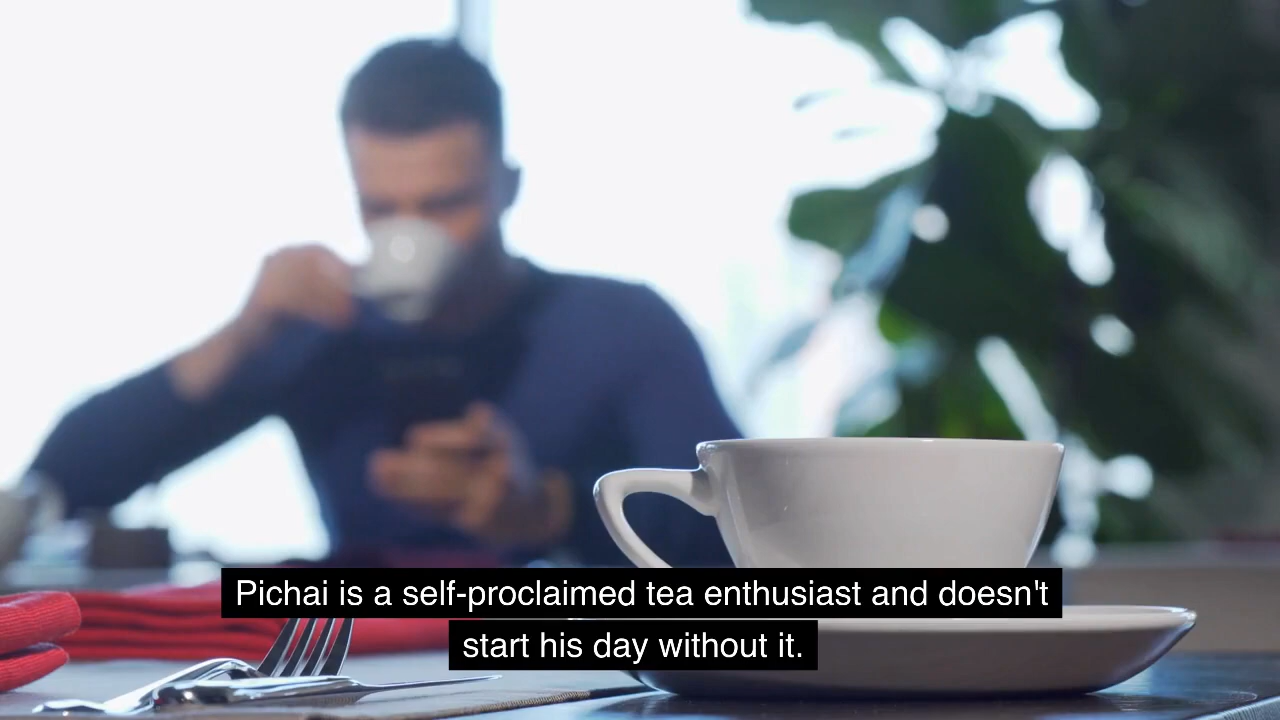 Pichai is a self-proclaimed tea enthusiast and doesn't
start his day without it.